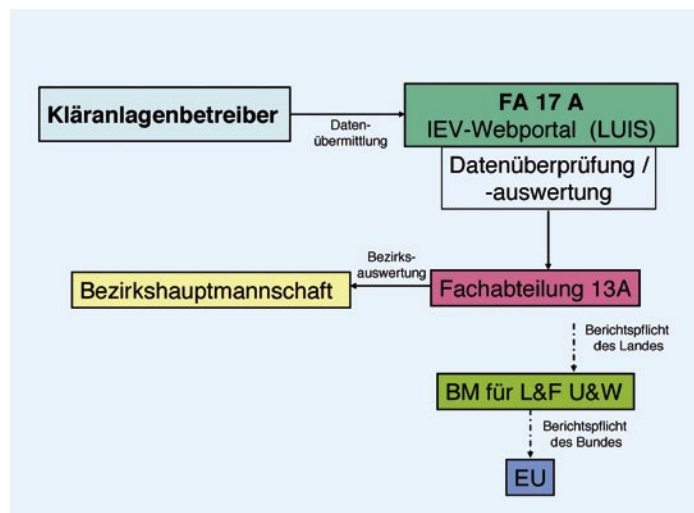 Kläranlagenbetreiber
Daten-
übermittlung
FA 17 A
IEV-Webportal (LUIS)
Datenüberprüfung /
-auswertung
Bezirks-
auswertung
Bezirkshauptmannschaft
Fachabteilung 13A
Berichtspflicht
des Landes
BM für L&F U&W
Berichtspflicht
des Bundes
EU